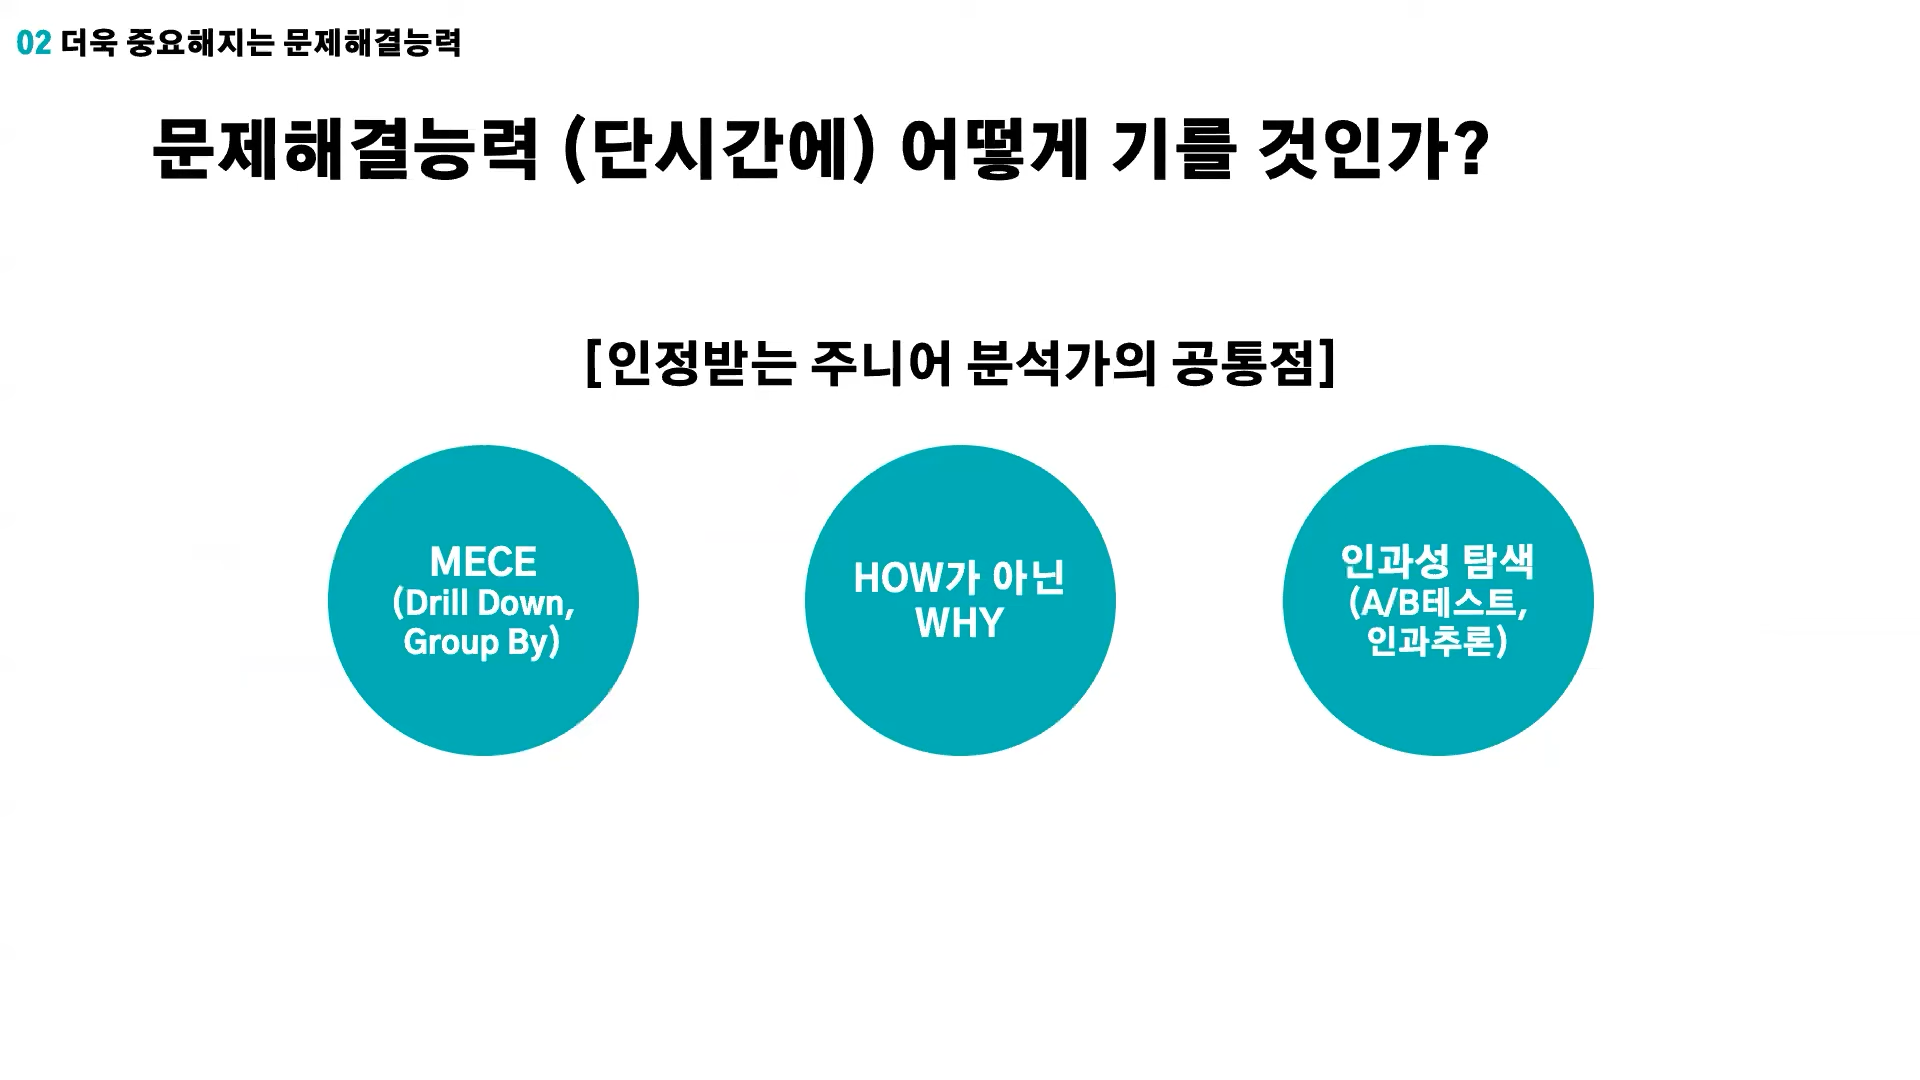 02 더욱 중요해지는 문제해결능력
문제해결능력 (단시간에) 어떻게 기를 것인가?
[인정받는 주니어 분석가의 공통점]
MECE
(Drill Down,
Group By)
HOW가 아닌
WHY
인과성 탐색
(A/B테스트,
인과추론)